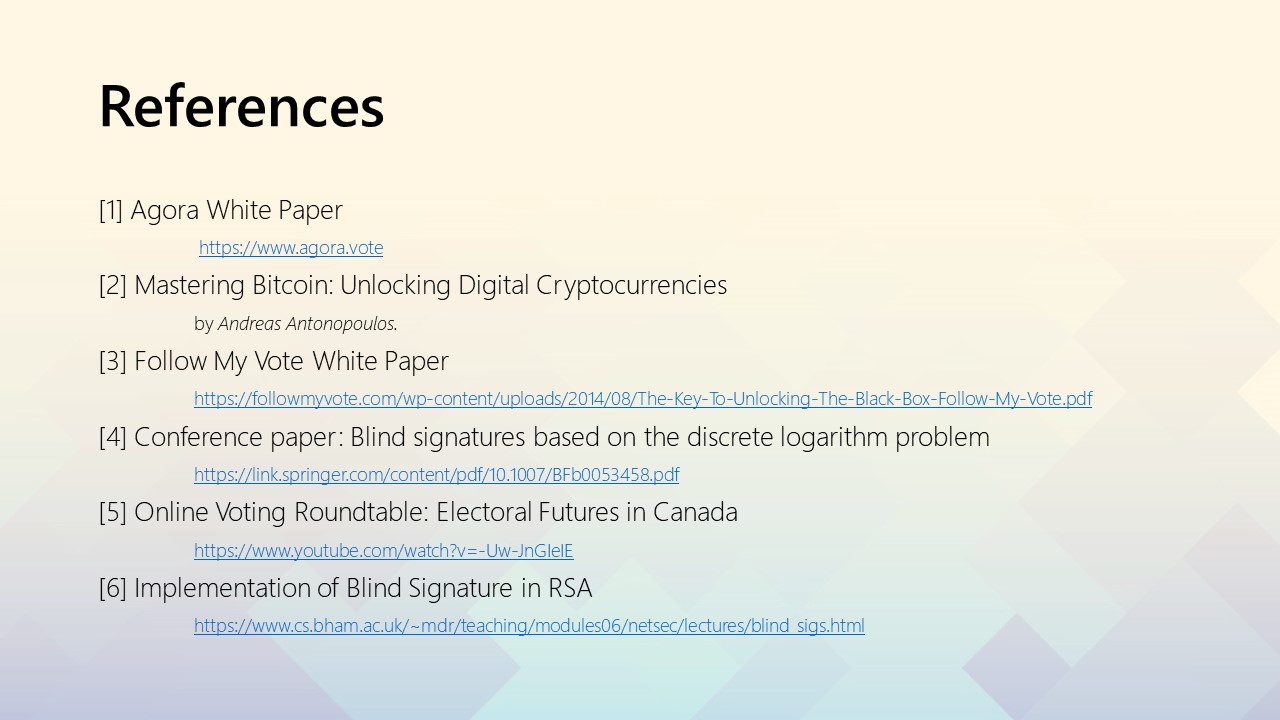 References
[1] Agora White Paper
https://www.agora.vote
[2] Mastering Bitcoin: Unlocking Digital Cryptocurrencies
by Andreas Antonopoulos.
[3] Follow My Vote White Paper
https://followmyvote.com/wp-content/uploads/2014/08/The-Key-To-Unlocking-The-Black-Box-Follow-My-Vote.pdf
[4] Conference paper: Blind signatures based on the discrete logarithm problem
https://link.springer.com/content/pdf/10.1007/BFb0053458.pdf
[5] Online Voting Roundtable: Electoral Futures in Canada
https://www.youtube.com/watch?v=-Uw-JnGIeIE
[6] Implementation of Blind Signature in RSA
https://www.cs.bham.ac.uk/~mdr/teaching/modules06/netsec/lectures/blind_sigs.html